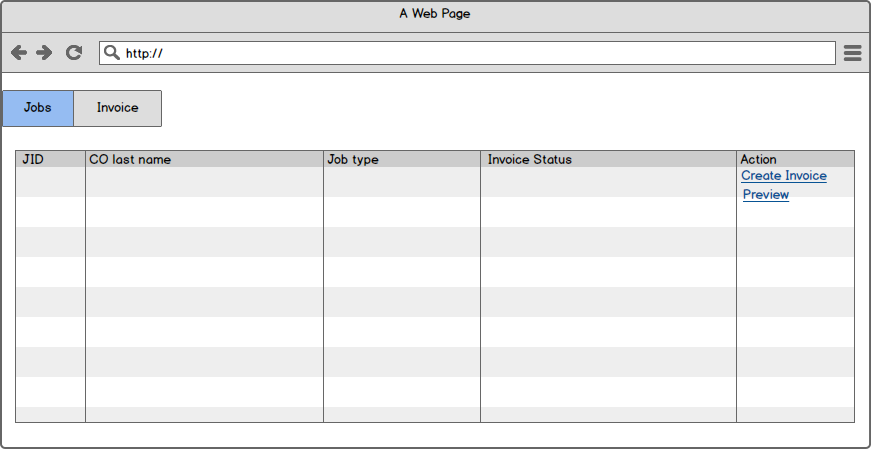 A Web Page
http://
Jobs Invoice
JID CO last name Job type Invoice Status Action
Create Invoice
Preview